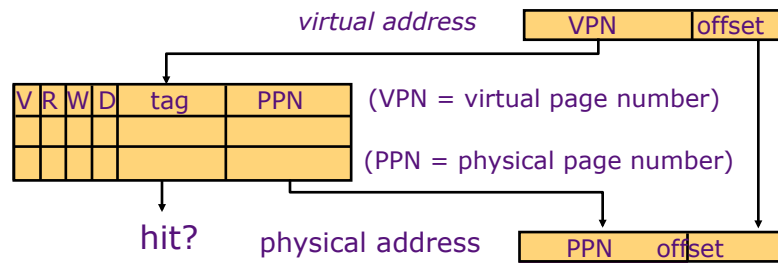 virtual address VPN offset
V R W D tag PPN (VPN = virtual page number)
(PPN = physical page number)
hit? physical address PPN offset